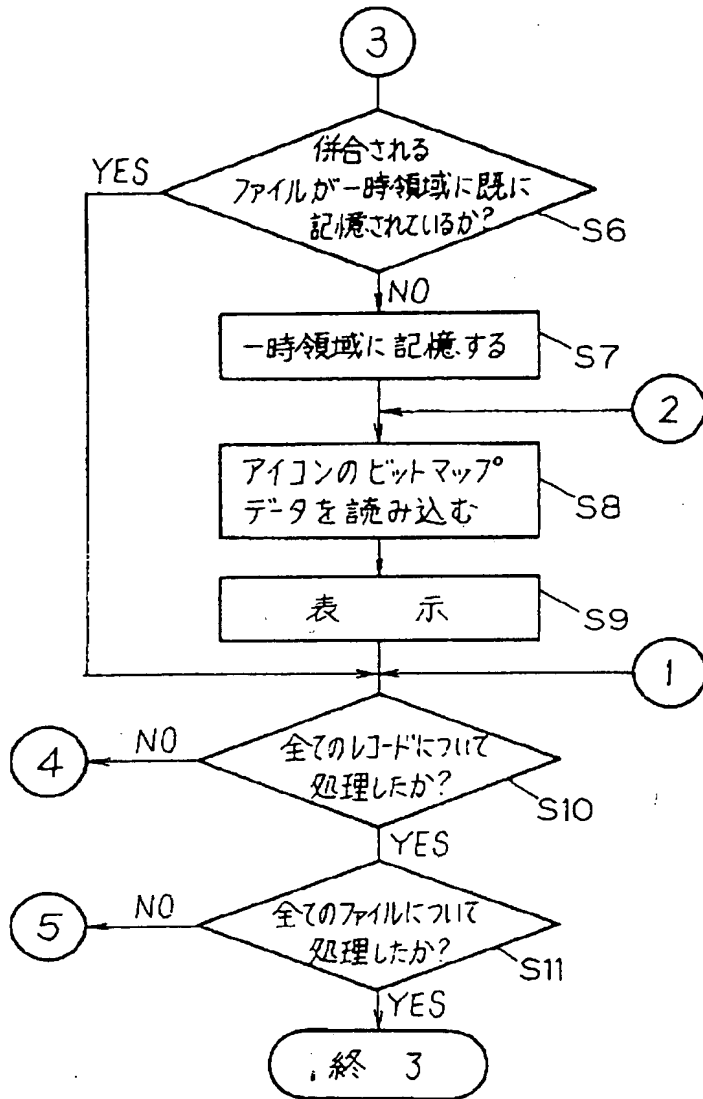 3
併合される
ファイルが一時領域に既に
記憶されているか?
YES
S6
NO
一時領域に記憶する
S7
2
アイコンのビットマップ
データを読み込む
S8
表 示
S9
1
全てのレコードについて
処理したか?
NO
4
S10
YES
全てのファイルについて
処理したか?
NO
5
S11
YES
終 3